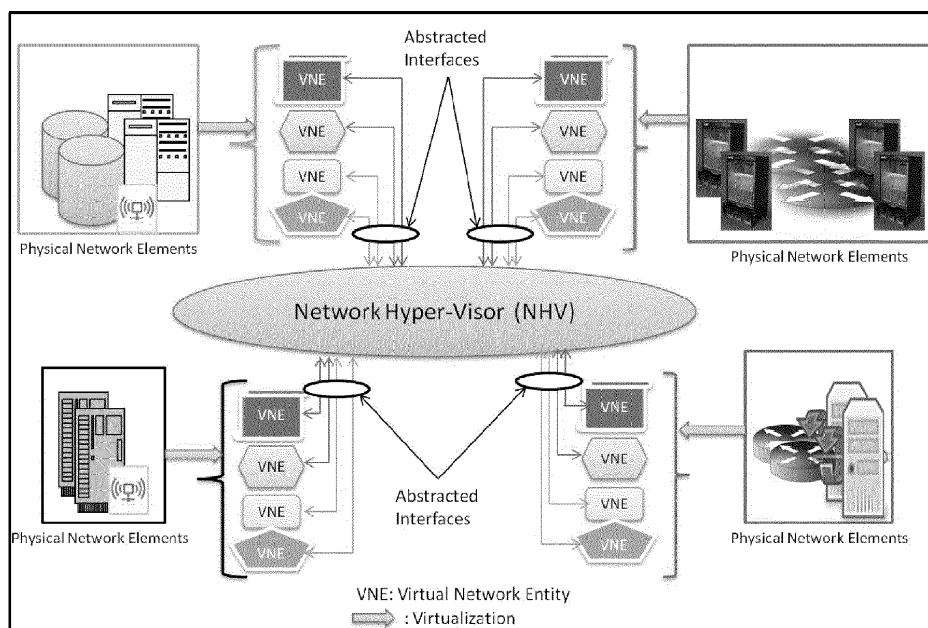 Abstracted
Interfaces
VNE
VNE
VNE
VNE
VNE
VNE
VNE
VNE
Physical Network Elements
Physical Network Elements
Network Hyper-Visor (NHV)
VNE
VNE
VNE
VNE
VNE
VNE
VNE
VNE
Abstracted
Interfaces
Physical Network Elements
Physical Network Elements
VNE: Virtual Network Entity
: Virtualization